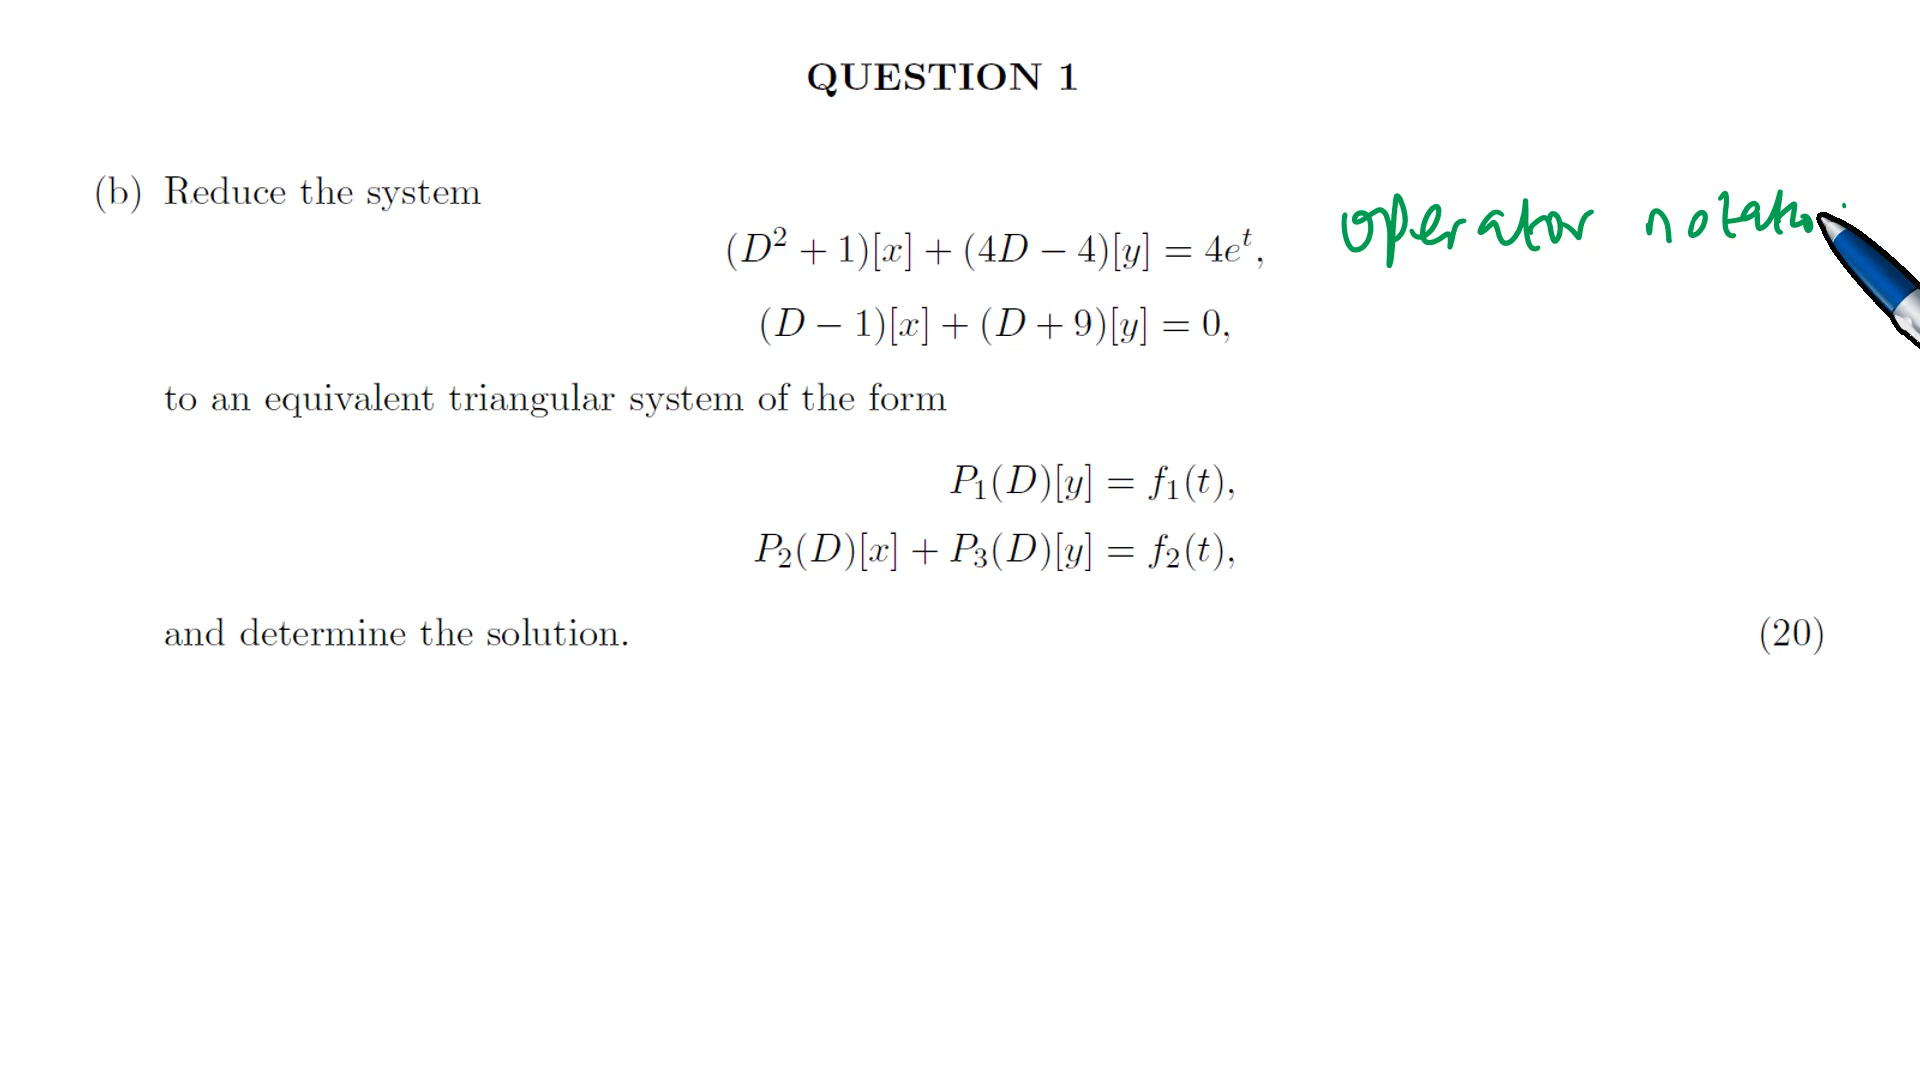 QUESTION 1
(b) Reduce the system
(D² + 1)[x] + (4D − 4)[y] = 4eᵗ,
operator
(D − 1)[x] + (D + 9)[y] = 0,
to an equivalent triangular system of the form
P₁(D)[y] = f₁(t),
P₂(D)[x] + P₃(D)[y] = f₂(t),
and determine the solution. (20)